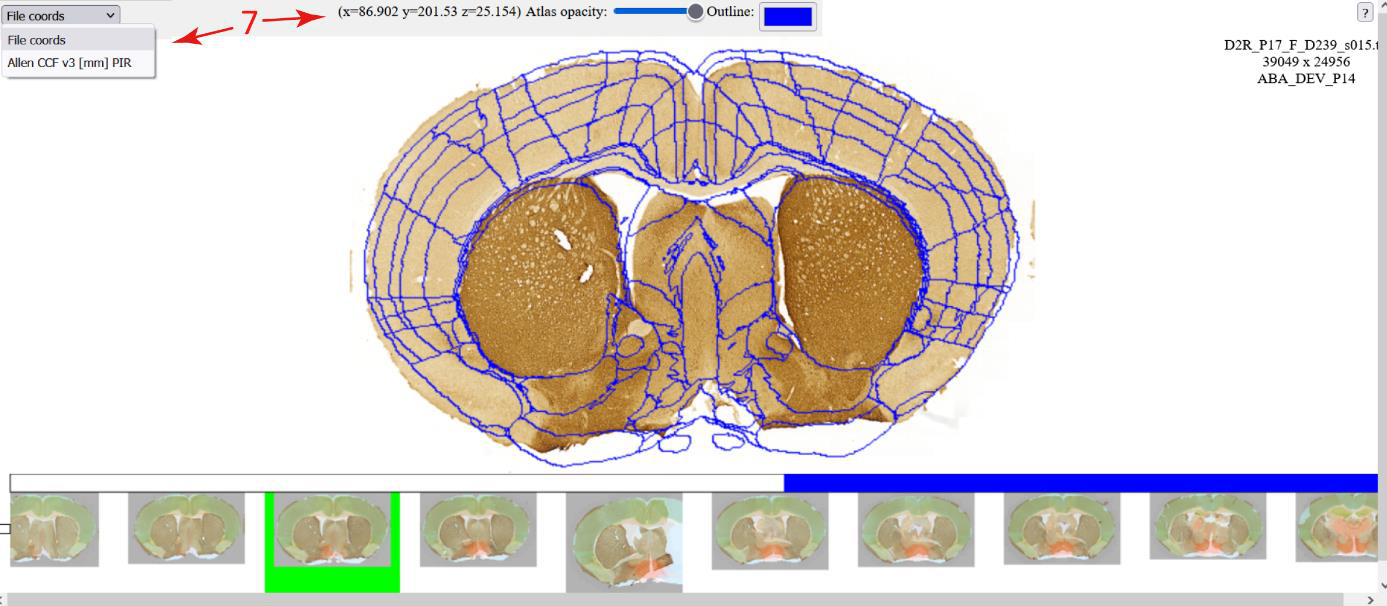 File coords
7
(x=86.902 y=201.53 z=25.154) Atlas opacity: Outline:
?
File coords
Allen CCF v3 [mm] PIR
D2R_P17_F_D239_s015.t
39049 x 24956
ABA_DEV_P14